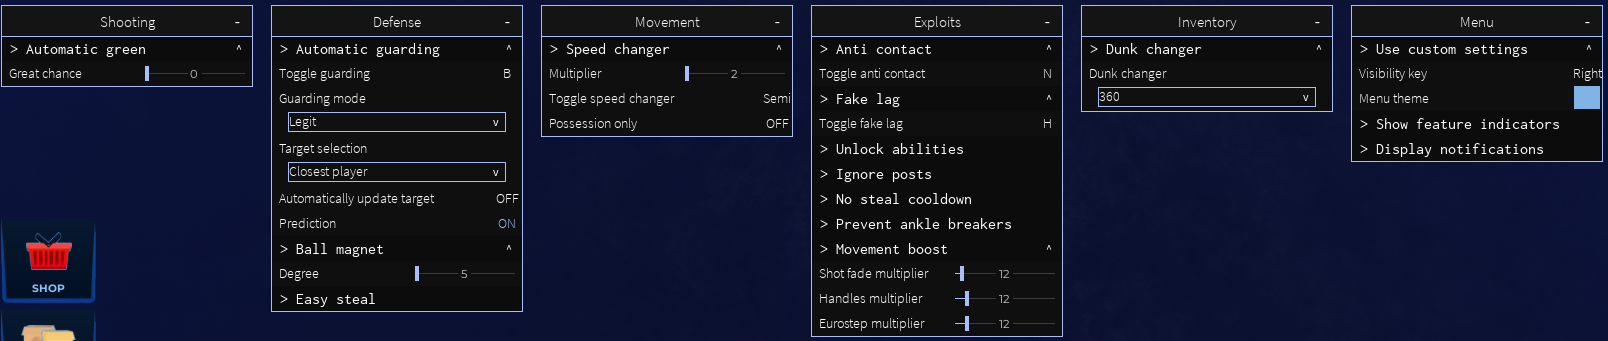 Shooting -
> Automatic green ^
Great chance 0
Defense -
> Automatic guarding ^
Toggle guarding B
Guarding mode
Legit v
Target selection
Closest player v
Automatically update target OFF
Prediction ON
> Ball magnet ^
Degree 5
> Easy steal
Movement -
> Speed changer ^
Multiplier 2
Toggle speed changer Semi
Possession only OFF
Exploits -
> Anti contact ^
Toggle anti contact N
> Fake lag ^
Toggle fake lag H
> Unlock abilities
> Ignore posts
> No steal cooldown
> Prevent ankle breakers
> Movement boost ^
Shot fade multiplier 12
Handles multiplier 12
Eurostep multiplier 12
Inventory -
> Dunk changer ^
Dunk changer
360 v
Menu -
> Use custom settings ^
Visibility key Right
Menu theme
> Show feature indicators
> Display notifications
SHOP